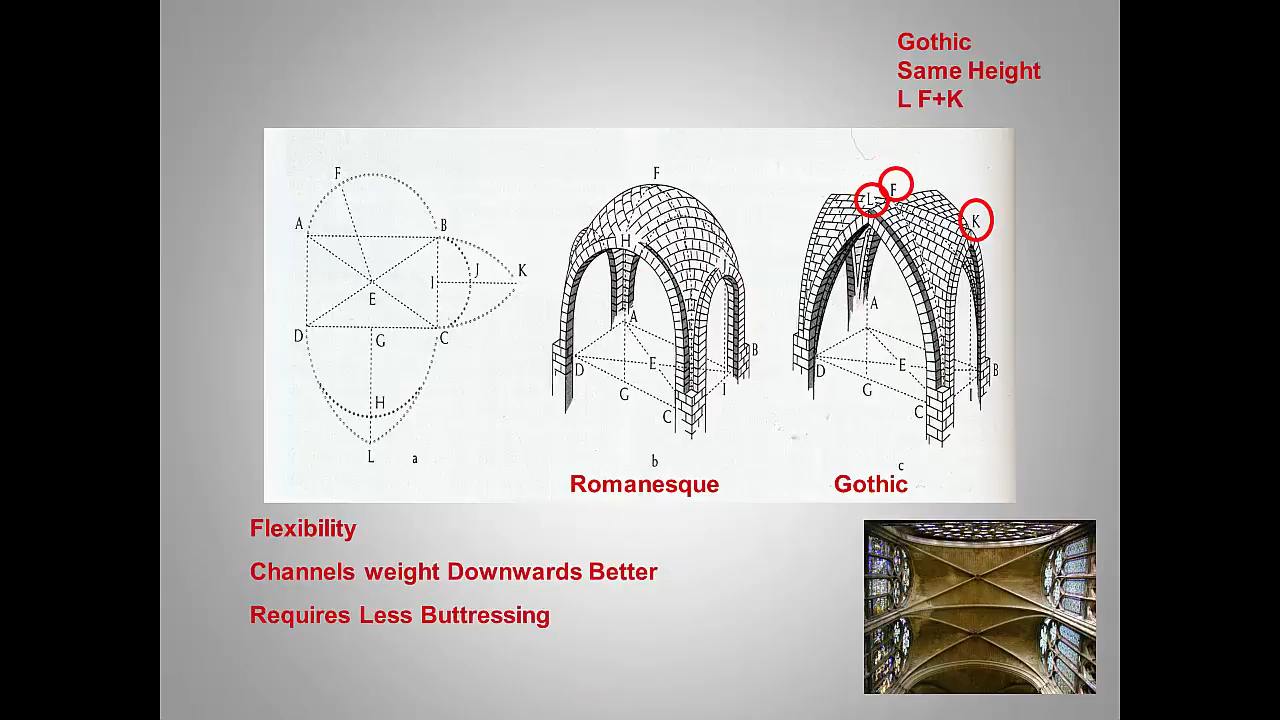 Gothic
Same Height
L F+K
F
A
B
J
K
I
E
D
G
C
H
L
a
F
H
J
A
B
D
E
G
I
C
b
Romanesque
L
F
K
A
D
E
B
G
I
C
c
Gothic
Flexibility
Channels weight Downwards Better
Requires Less Buttressing